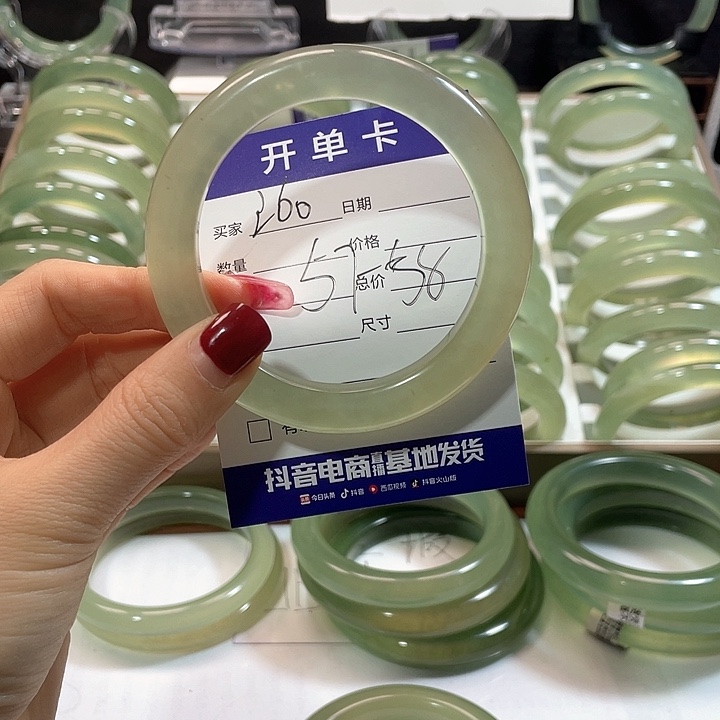 开单卡
买家 260 日期
数量 价格
57-58 总价
尺寸
抖音电商直播基地发货
今日头条 抖音 西瓜视频 抖音火山版